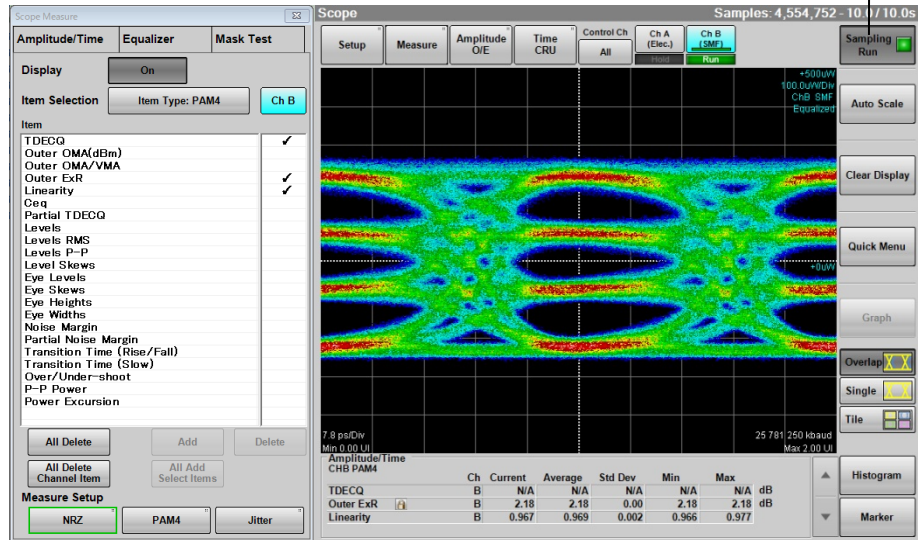 Scope Measure
Amplitude/Time Equalizer Mask Test
Display On
Item Selection Item Type: PAM4 Ch B
Item
TDECQ ✓
Outer OMA(dBm)
Outer OMA/VMA
Outer ExR ✓
Linearity ✓
Ceq
Partial TDECQ
Levels
Levels RMS
Levels P-P
Level Skews
Eye Levels
Eye Skews
Eye Heights
Eye Widths
Noise Margin
Partial Noise Margin
Transition Time (Rise/Fall)
Transition Time (Slow)
Over/Under-shoot
P-P Power
Power Excursion
All Delete Add Delete
All Delete Channel Item All Add Select Items
Measure Setup
NRZ PAM4 Jitter
Scope Samples: 4,554,752 - 10.0/10.0s
Setup Measure Amplitude O/E Time CRU Control Ch All Ch A (Elec.) Hold Ch B (SMF) Run
+500uW
100.0uW/Div
ChB SMF
Equalized
+0uW
7.8 ps/Div 25 781 250 kbaud
Min 0.00 UI Max 2.00 UI
Amplitude/Time
CHB PAM4
Ch Current Average Std Dev Min Max
TDECQ B N/A N/A N/A N/A N/A dB
Outer ExR B 2.18 2.18 0.00 2.18 2.18 dB
Linearity B 0.967 0.969 0.002 0.966 0.977
Sampling Run
Auto Scale
Clear Display
Quick Menu
Graph
Overlap
Single
Tile
Histogram
Marker